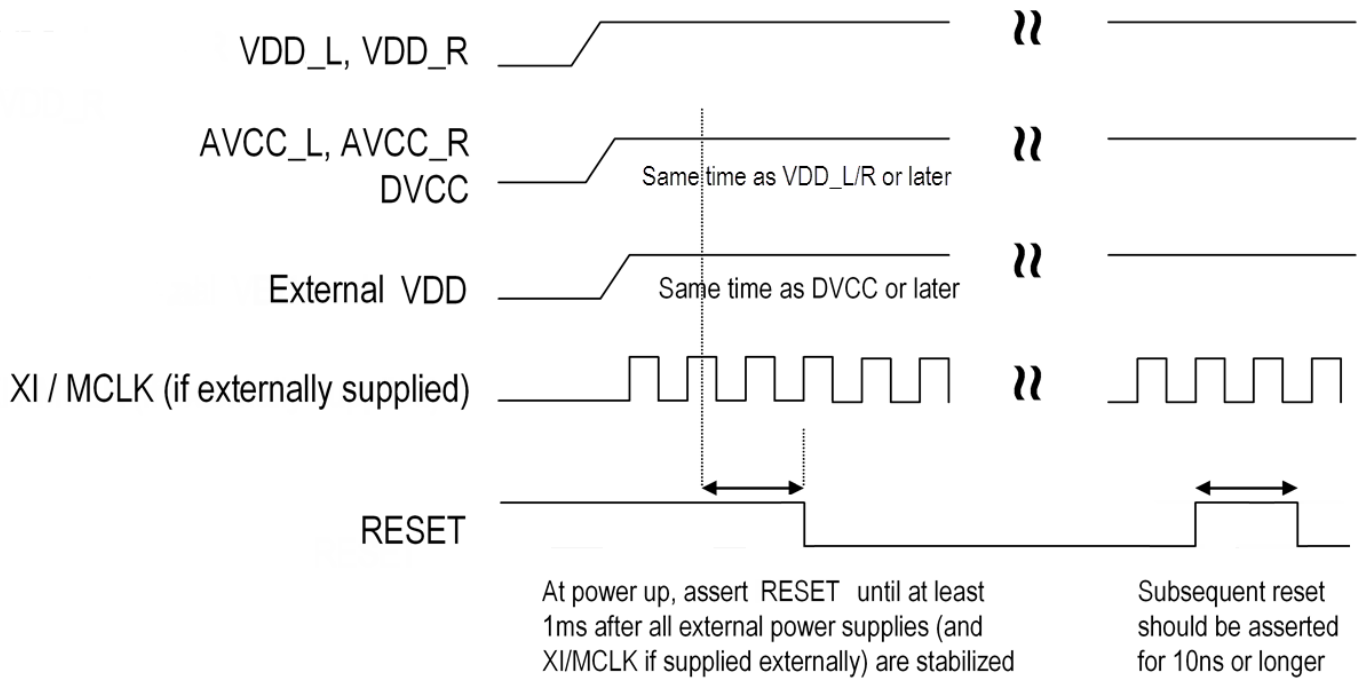 VDD_L, VDD_R
AVCC_L, AVCC_R
DVCC
Same time as VDD_L/R or later
External VDD
Same time as DVCC or later
XI / MCLK (if externally supplied)
RESET
At power up, assert RESET until at least
1ms after all external power supplies (and
XI/MCLK if supplied externally) are stabilized
Subsequent reset
should be asserted
for 10ns or longer